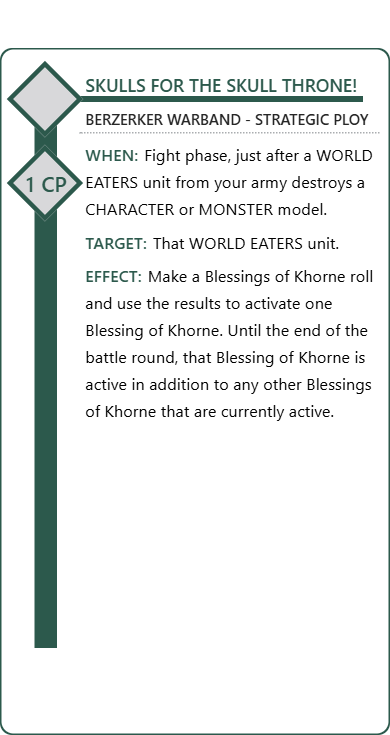 SKULLS FOR THE SKULL THRONE!
BERZERKER WARBAND - STRATEGIC PLOY
1 CP
WHEN: Fight phase, just after a WORLD
EATERS unit from your army destroys a
CHARACTER or MONSTER model.
TARGET: That WORLD EATERS unit.
EFFECT: Make a Blessings of Khorne roll
and use the results to activate one
Blessing of Khorne. Until the end of the
battle round, that Blessing of Khorne is
active in addition to any other Blessings
of Khorne that are currently active.